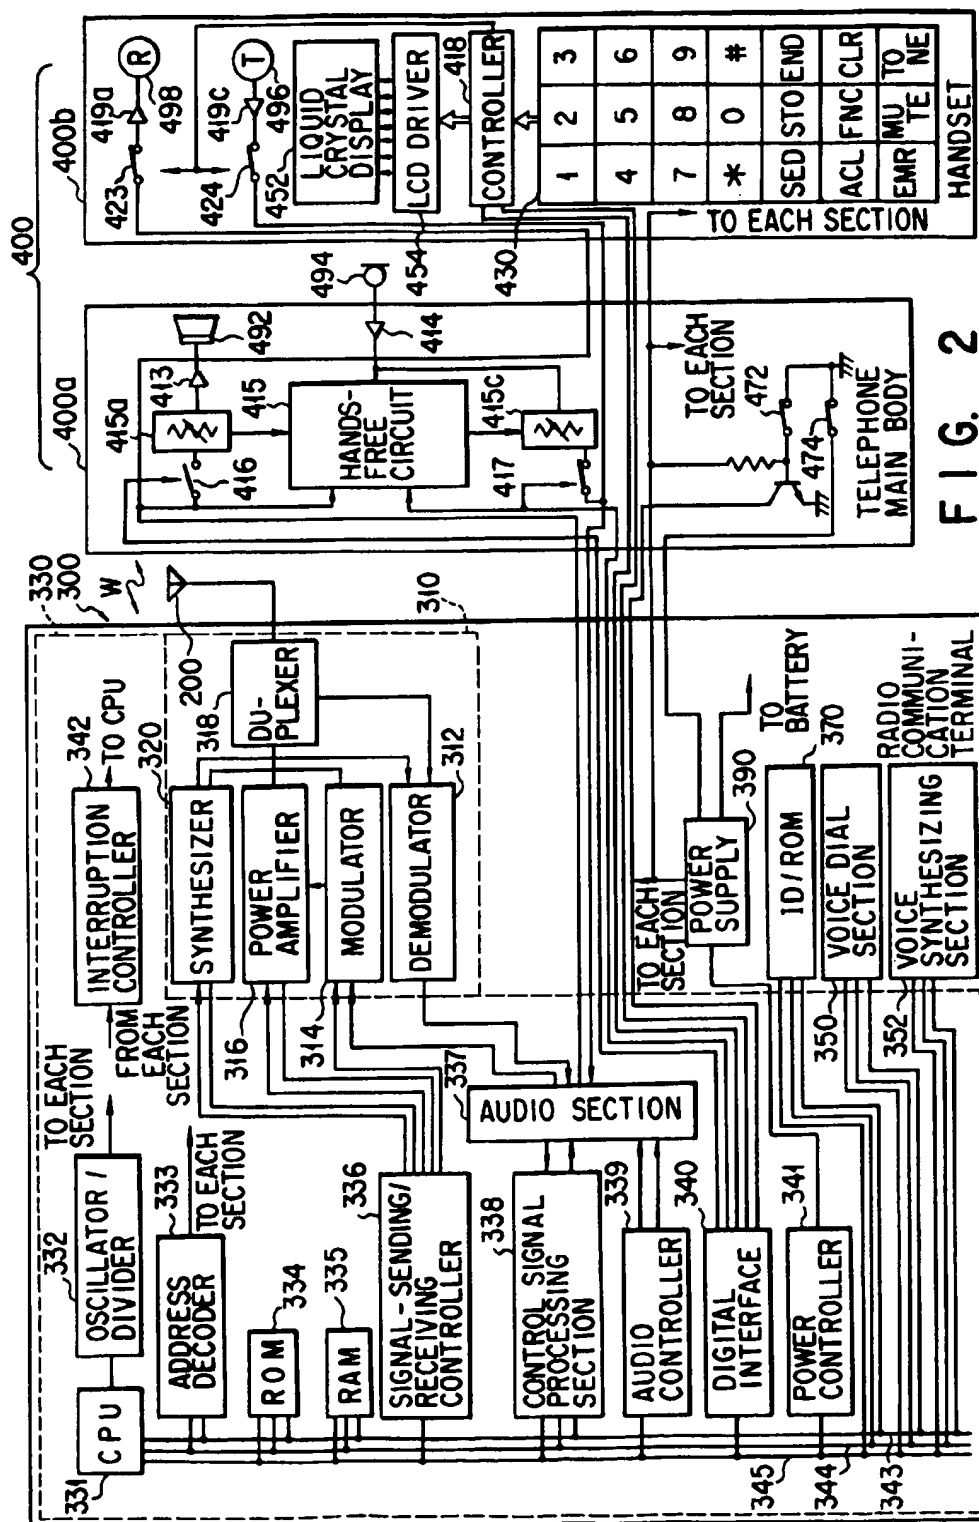 400
400a
400b
330
300
W
200
310
331
CPU
332
OSCILLATOR /
DIVIDER
TO EACH
SECTION
342
INTERRUPTION
CONTROLLER
TO CPU
FROM
EACH
SECTION
333
ADDRESS
DECODER
TO EACH
SECTION
334
ROM
335
RAM
336
SIGNAL-SENDING/
RECEIVING
CONTROLLER
337
AUDIO SECTION
338
CONTROL SIGNAL
PROCESSING
SECTION
339
AUDIO
CONTROLLER
340
DIGITAL
INTERFACE
341
POWER
CONTROLLER
345
344
343
320
SYNTHESIZER
318
DU-
PLEXER
316
POWER
AMPLIFIER
314
MODULATOR
312
DEMODULATOR
TO EACH
SECTION
390
POWER
SUPPLY
TO
BATTERY
370
ID/ROM
350
VOICE DIAL
SECTION
352
VOICE
SYNTHESIZING
SECTION
RADIO
COMMUNI-
CATION
TERMINAL
415a
413
492
416
415
HANDS-
FREE
CIRCUIT
494
414
415c
417
TO EACH
SECTION
472
474
TELEPHONE
MAIN BODY
423
419a
R
498
424
419c
T
496
452
LIQUID
CRYSTAL
DISPLAY
454
LCD DRIVER
418
CONTROLLER
430
1 2 3
4 5 6
7 8 9
* 0 #
SED STO END
ACL FNC CLR
EMR MU TO
TE NE
TO EACH SECTION
HANDSET
FIG. 2